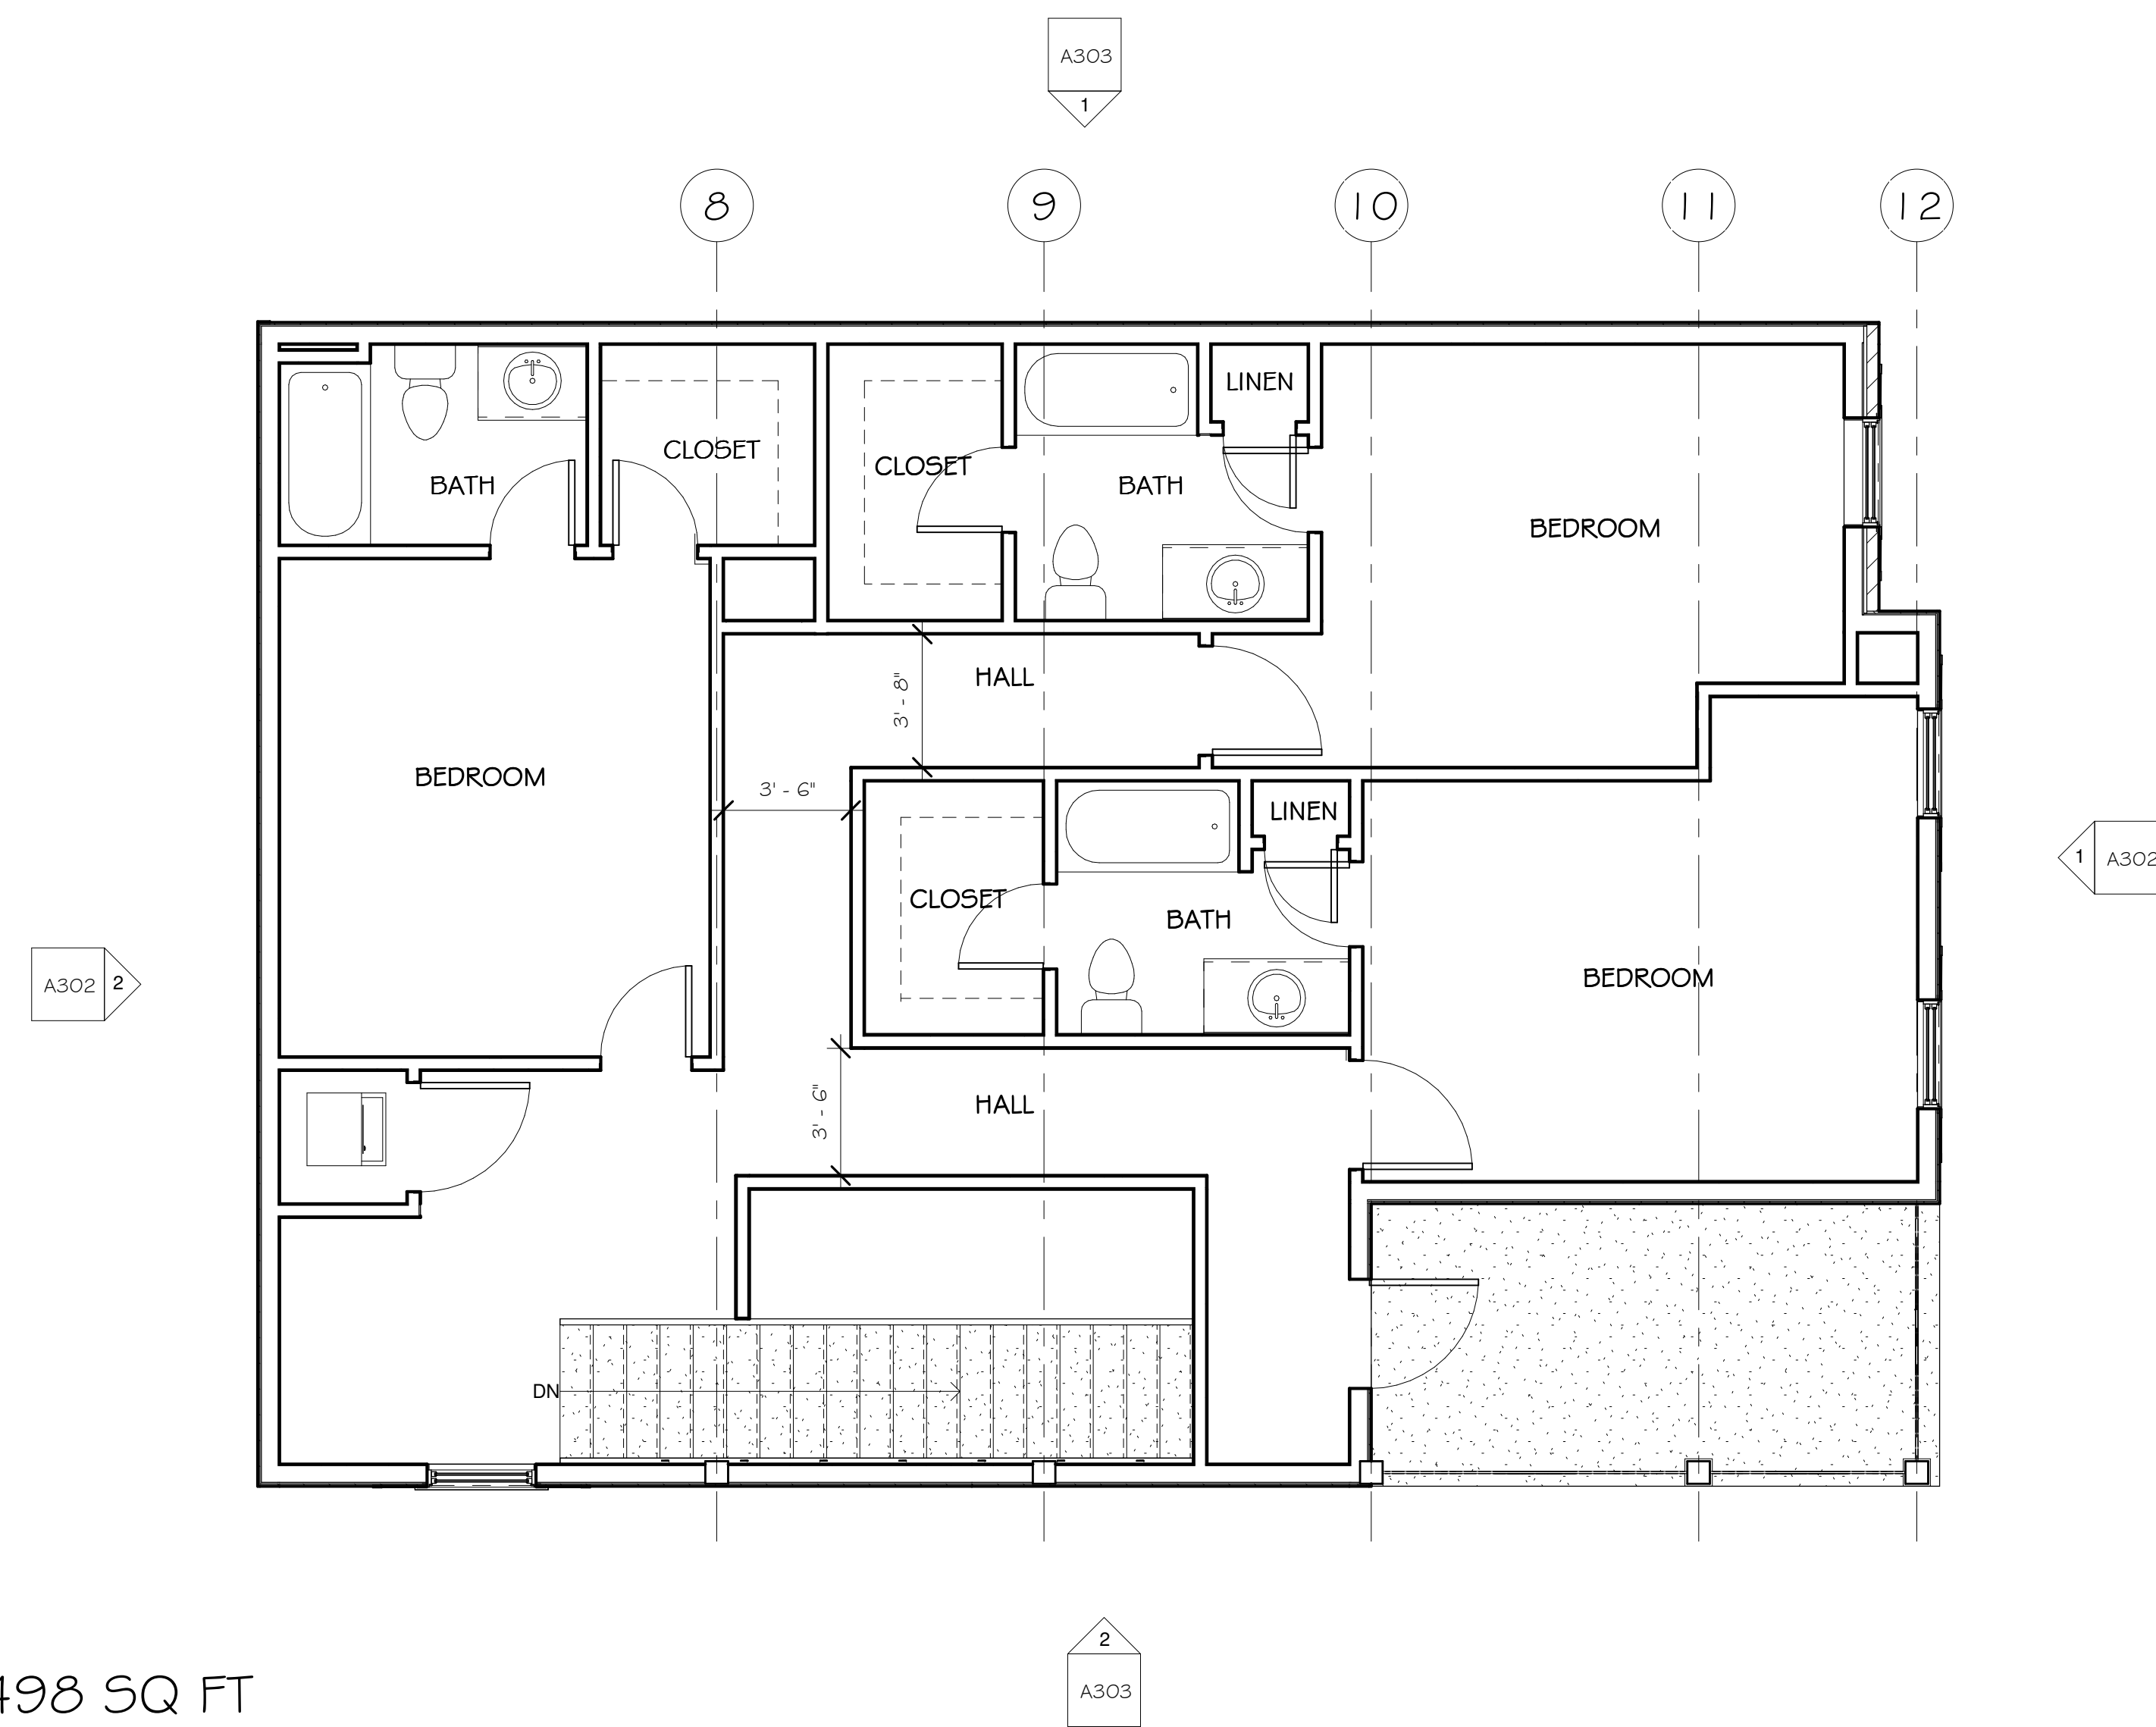 A303
1
8
9
10
11
12
LINEN
CLOSET
CLOSET
BATH
BATH
BEDROOM
HALL
3' - 8"
BEDROOM
3' - 6"
LINEN
1
A302
CLOSET
BATH
BEDROOM
A302
2
HALL
3' - 6"
DN
2
A303
498 SQ FT